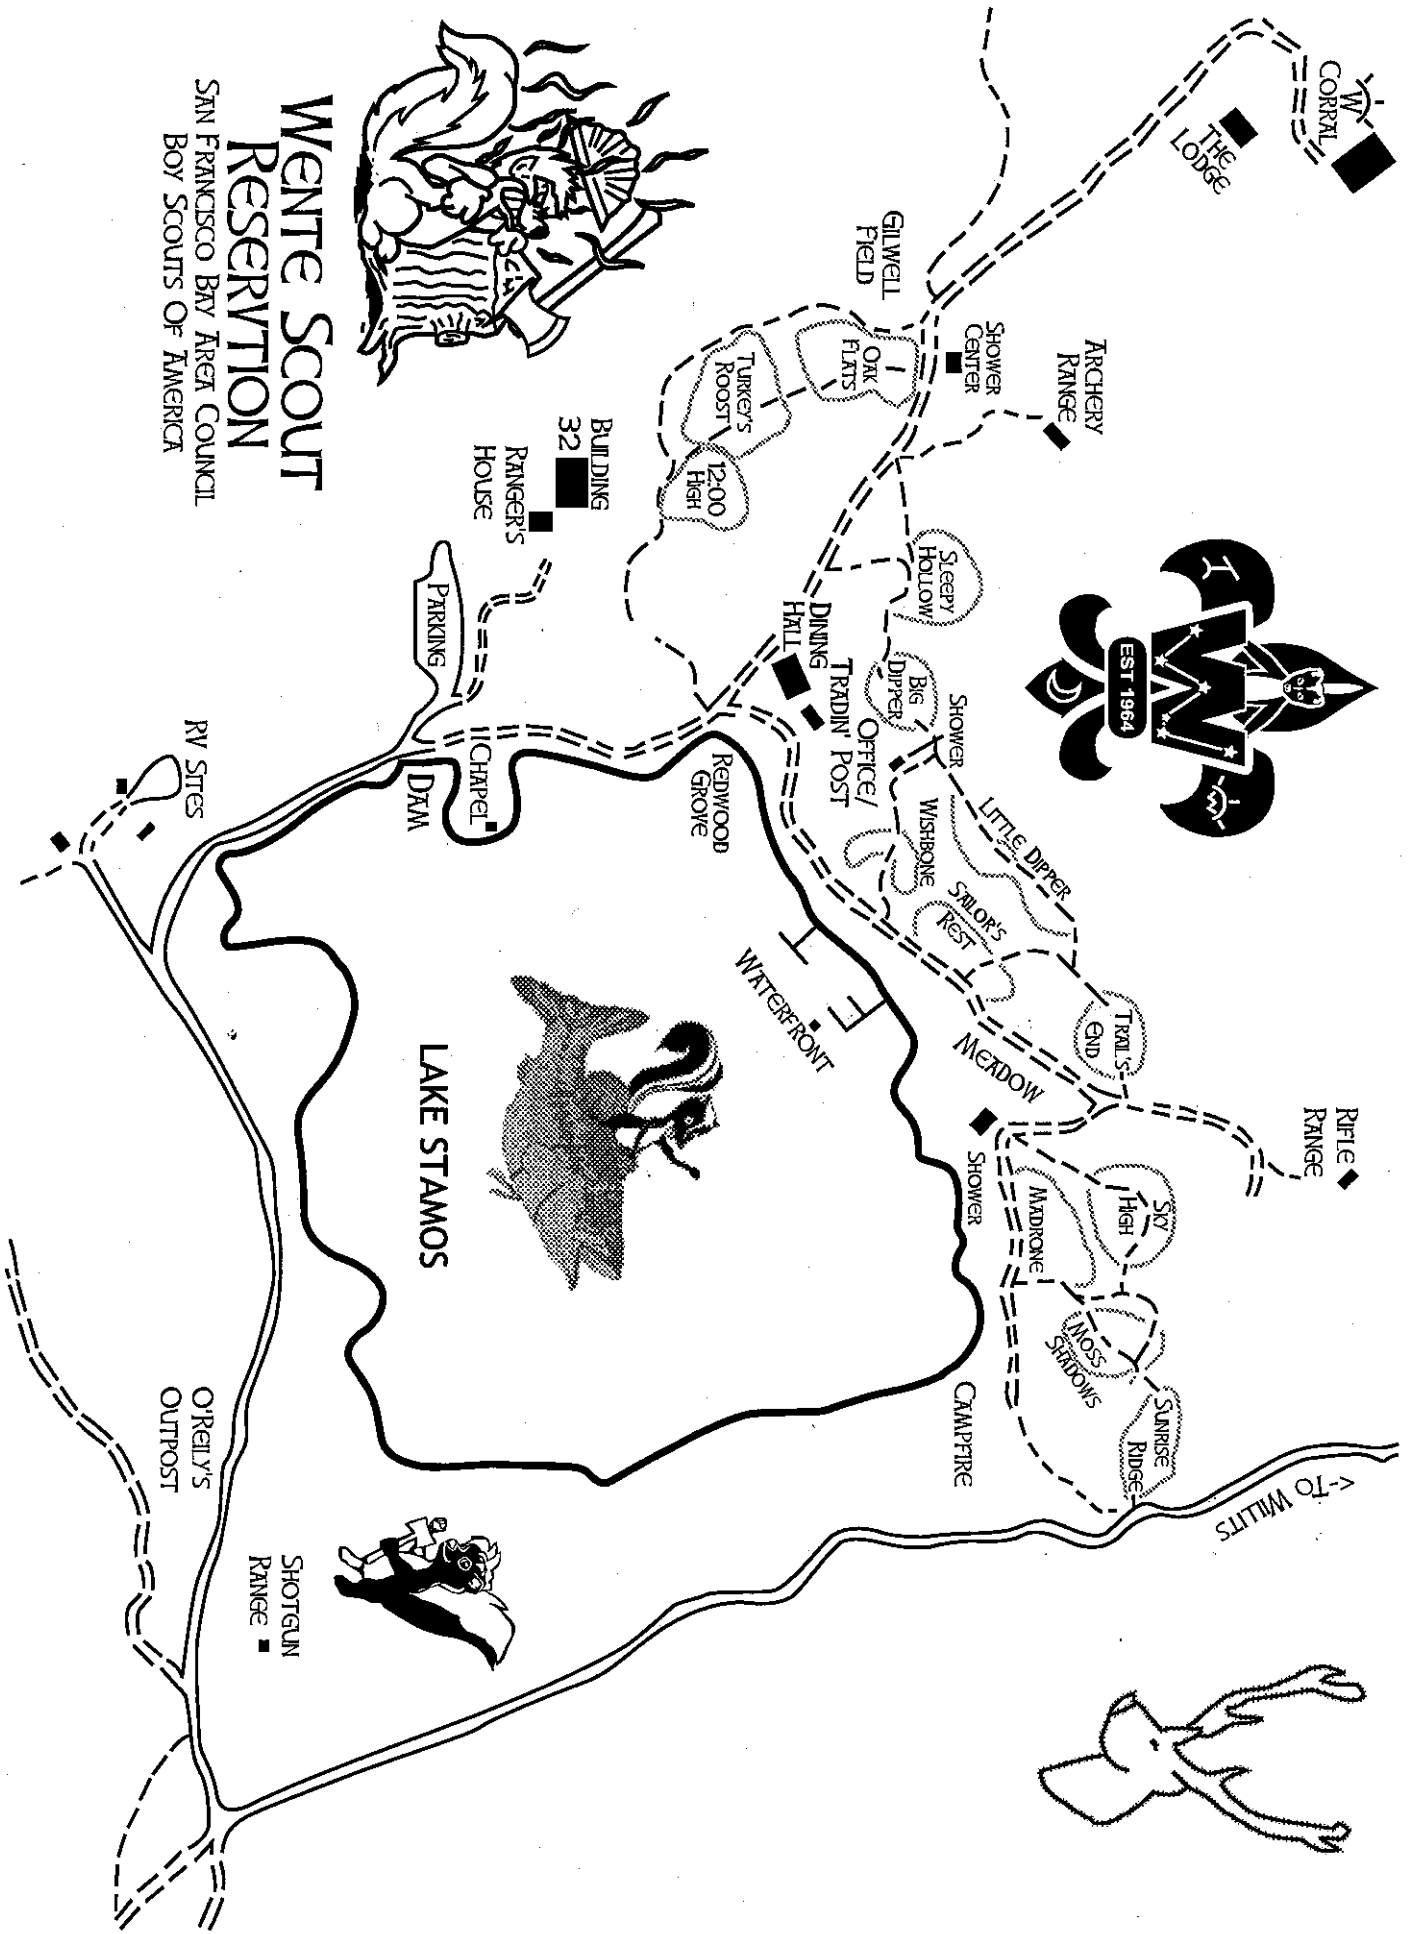 W
CORRAL
THE
LODGE
ARCHERY
RANGE
SHOWER
CENTER
GILWELL
FIELD
OAK
FLATS
TURKEY'S
ROOST
12:00
HIGH
SLEEPY
HOLLOW
BIG
DIPPER
SHOWER
LITTLE DIPPER
WISHBONE
SAILOR'S
REST
TRAIL'S
END
RIFLE
RANGE
SKY
HIGH
MADRONE
MOSS
SHADOWS
SUNRISE
RIDGE
<-TO WILLITS
MEADOW
SHOWER
CAMPFIRE
DINING
HALL
TRADIN' POST
OFFICE/
REDWOOD
GROVE
WATERFRONT
EST 1964
W
WENTE SCOUT
RESERVTION
SAN FRANCISCO BAY AREA COUNCIL
BOY SCOUTS OF AMERICA
BUILDING
32
RANGER'S
HOUSE
PARKING
CHAPEL
DAM
RV SITES
LAKE STAMOS
O'REILY'S
OUTPOST
SHOTGUN
RANGE